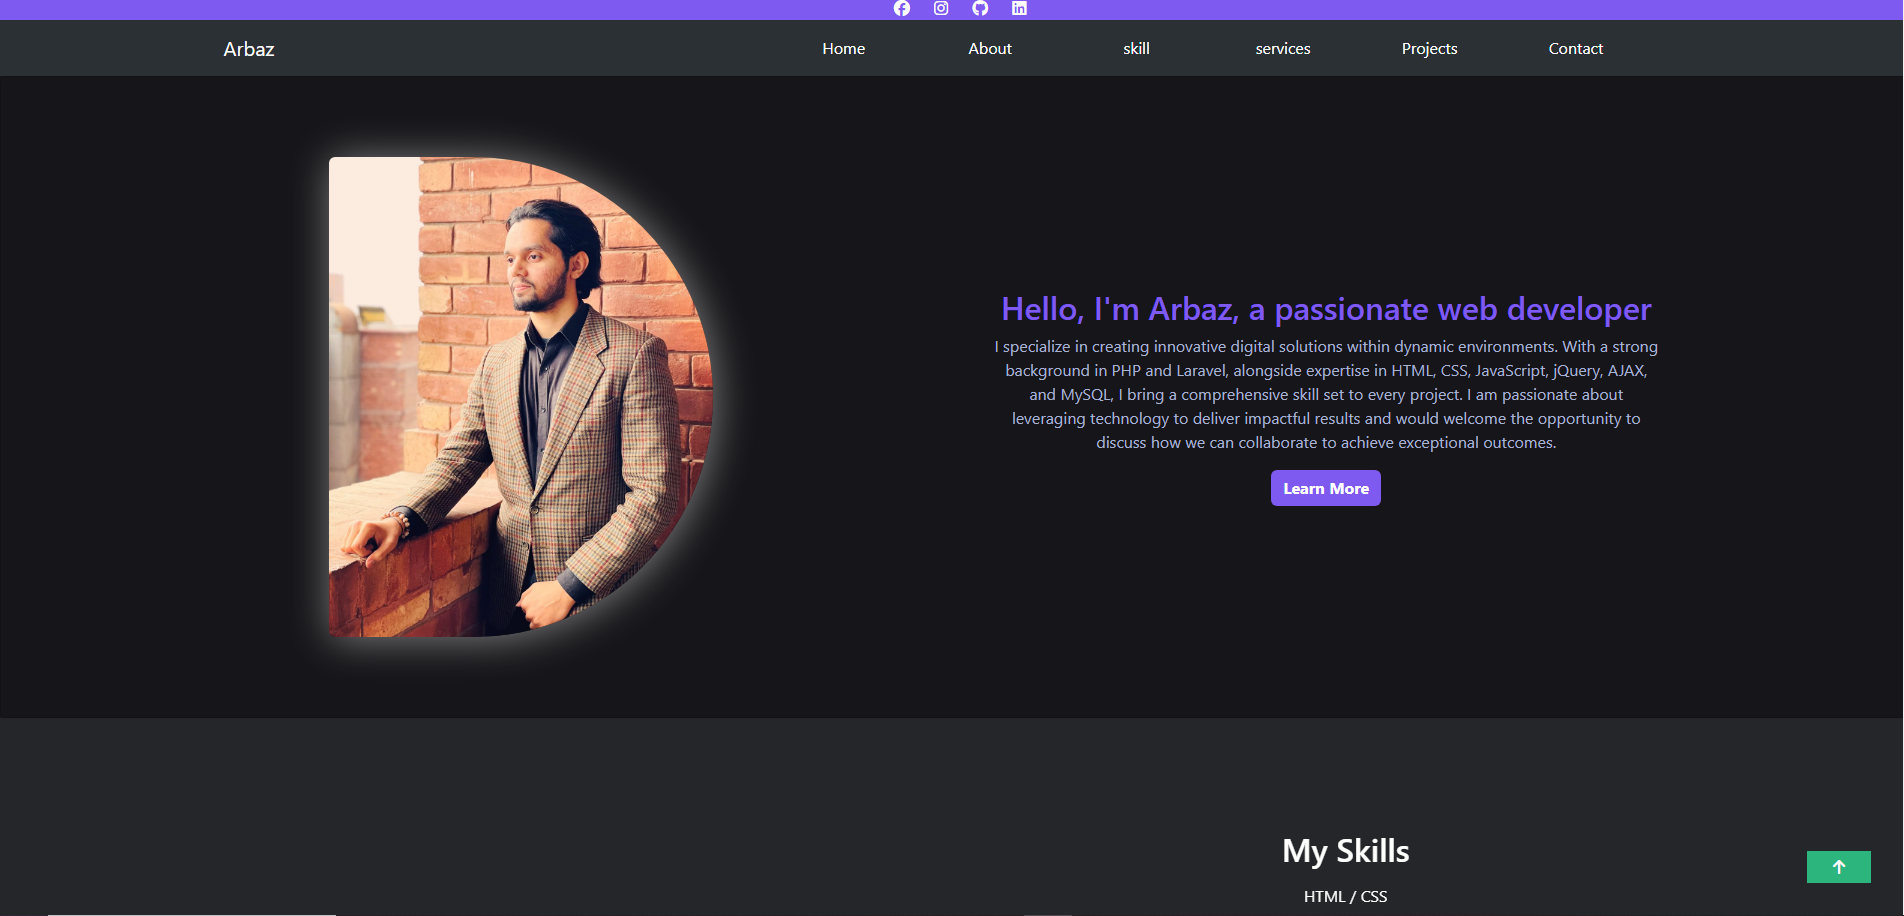 Arbaz
Home
About
skill
services
Projects
Contact
Hello, I'm Arbaz, a passionate web developer
I specialize in creating innovative digital solutions within dynamic environments. With a strong
background in PHP and Laravel, alongside expertise in HTML, CSS, JavaScript, jQuery, AJAX,
and MySQL, I bring a comprehensive skill set to every project. I am passionate about
leveraging technology to deliver impactful results and would welcome the opportunity to
discuss how we can collaborate to achieve exceptional outcomes.
Learn More
My Skills
HTML / CSS